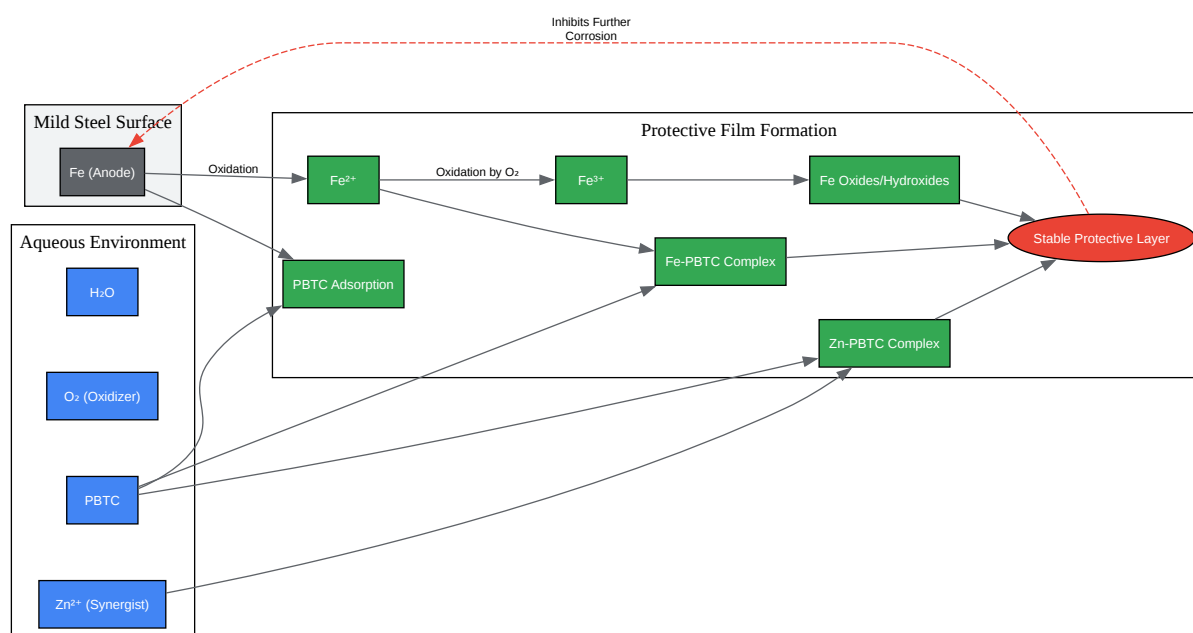 Inhibits Further
Corrosion
Mild Steel Surface
Fe (Anode)
Oxidation
Protective Film Formation
Fe²⁺
Oxidation by O₂
Fe³⁺
Fe Oxides/Hydroxides
Stable Protective Layer
Fe-PBTC Complex
PBTC Adsorption
Zn-PBTC Complex
Aqueous Environment
H₂O
O₂ (Oxidizer)
PBTC
Zn²⁺ (Synergist)